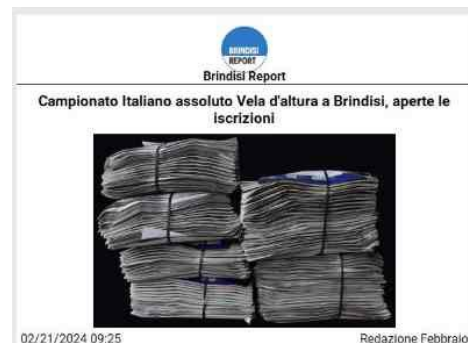 BRINDISI
REPORT
Brindisi Report
Campionato Italiano assoluto Vela d'altura a Brindisi, aperte le
iscrizioni
02/21/2024 09:25
Redazione Febbraio